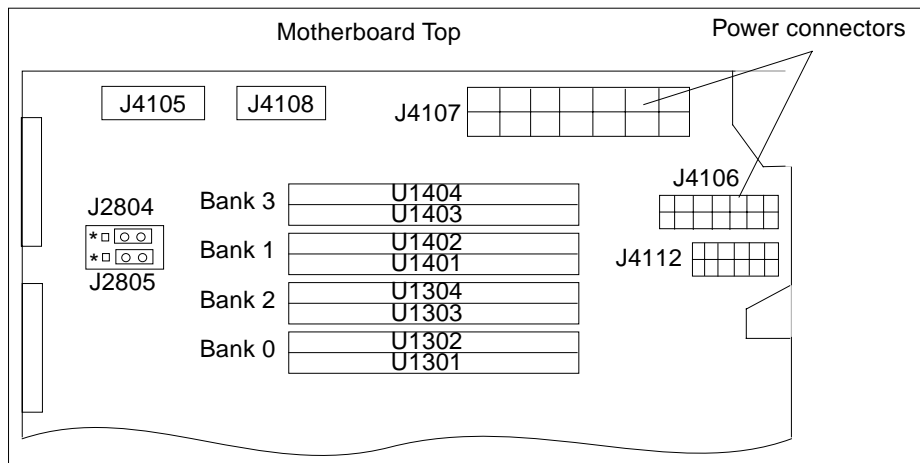 Motherboard Top
Power connectors
J4105
J4108
J4107
J4106
Bank 3
U1404
U1403
J2804
*
*
J2805
Bank 1
U1402
U1401
J4112
Bank 2
U1304
U1303
Bank 0
U1302
U1301